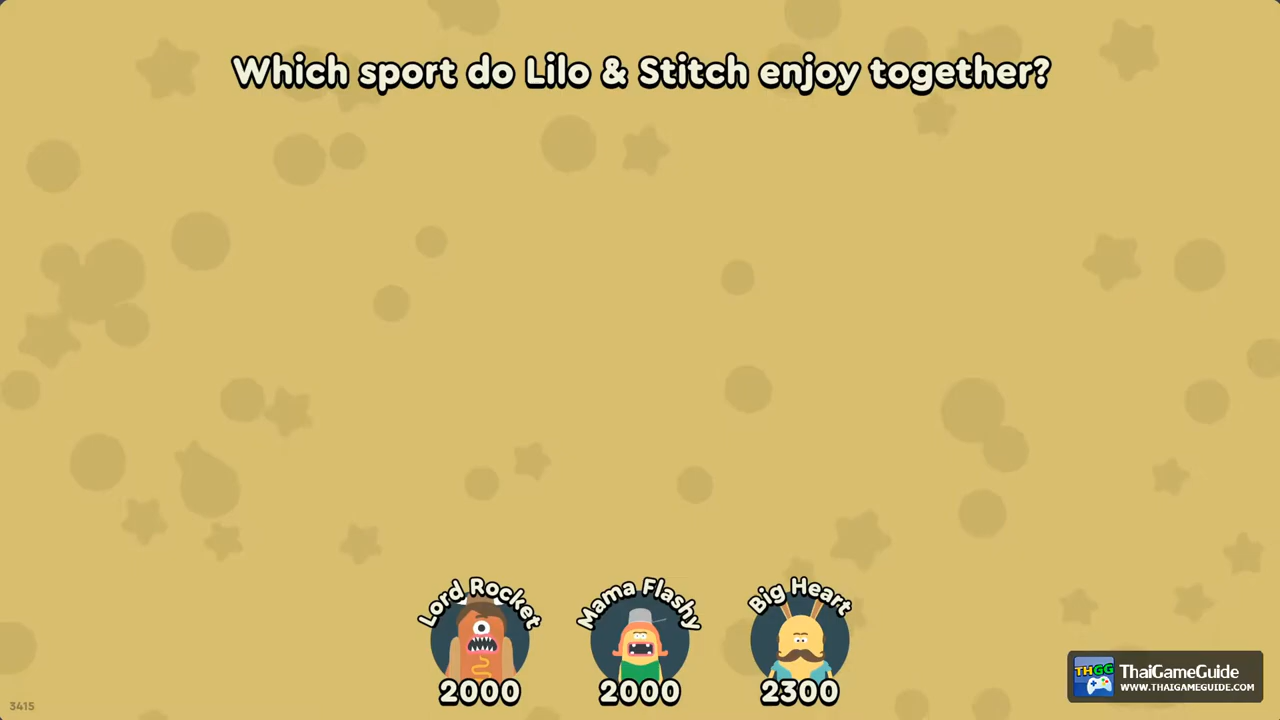 Which sport do Lilo & Stitch enjoy together?
Lord Rocket
Mama Flashy
Big Heart
2000
2000
2300
3415
THGG
ThaiGameGuide
WWW.THAIGAMEGUIDE.COM